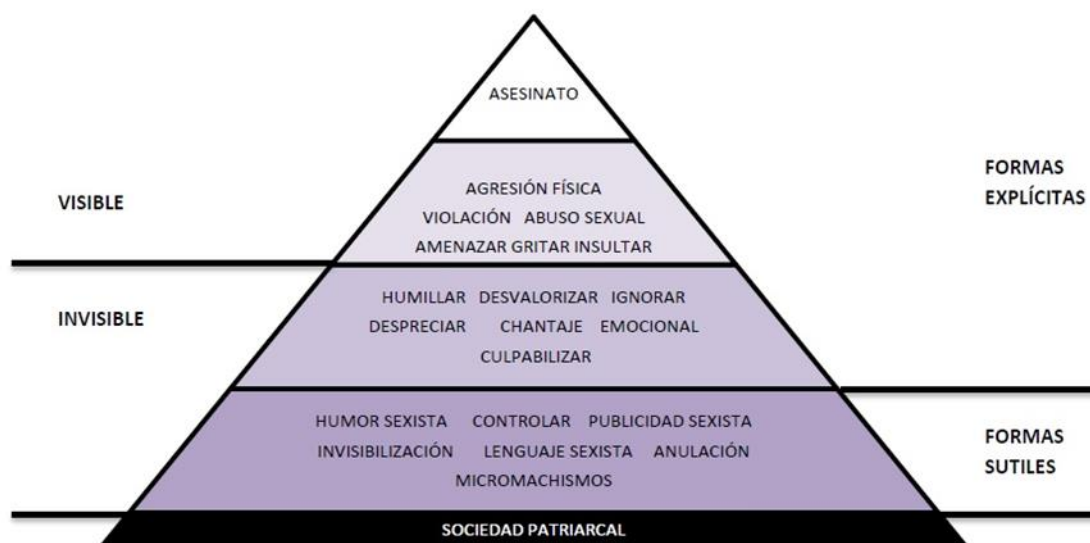 ASESINATO
VISIBLE
FORMAS
EXPLÍCITAS
AGRESIÓN FÍSICA
VIOLACIÓN ABUSO SEXUAL
AMENAZAR GRITAR INSULTAR
INVISIBLE
HUMILLAR DESVALORIZAR IGNORAR
DESPRECIAR CHANTAJE EMOCIONAL
CULPABILIZAR
HUMOR SEXISTA CONTROLAR PUBLICIDAD SEXISTA
INVISIBILIZACIÓN LENGUAJE SEXISTA ANULACIÓN
MICROMACHISMOS
FORMAS
SUTILES
SOCIEDAD PATRIARCAL